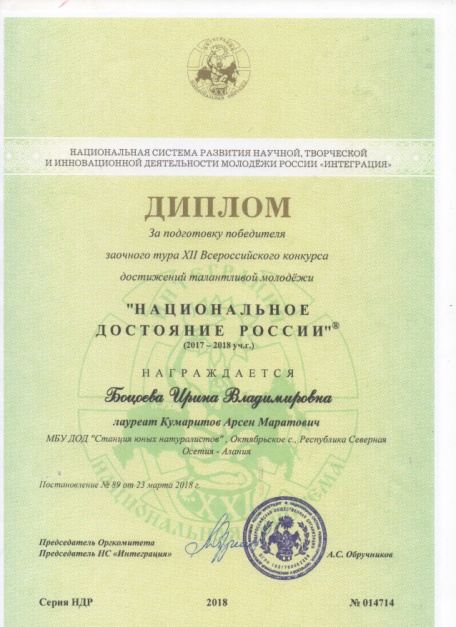 НАЦИОНАЛЬНАЯ СИСТЕМА РАЗВИТИЯ НАУЧНОЙ, ТВОРЧЕСКОЙ
И ИННОВАЦИОННОЙ ДЕЯТЕЛЬНОСТИ МОЛОДЁЖИ РОССИИ «ИНТЕГРАЦИЯ»
ДИПЛОМ
За подготовку победителя
заочного тура XII Всероссийского конкурса
достижений талантливой молодёжи
"НАЦИОНАЛЬНОЕ
ДОСТОЯНИЕ РОССИИ"®
(2017 – 2018 уч.г.)
НАГРАЖДАЕТСЯ
Боцоева Ирина Владимировна
лауреат Кумаритов Арсен Маратович
МБУ ДОД "Станция юных натуралистов" , Октябрьское с., Республика Северная
Осетия - Алания
Постановление № 89 от 23 марта 2018 г.
Председатель Оргкомитета
Председатель НС «Интеграция»
А.С. Обручников
Серия НДР
2018
№ 014714